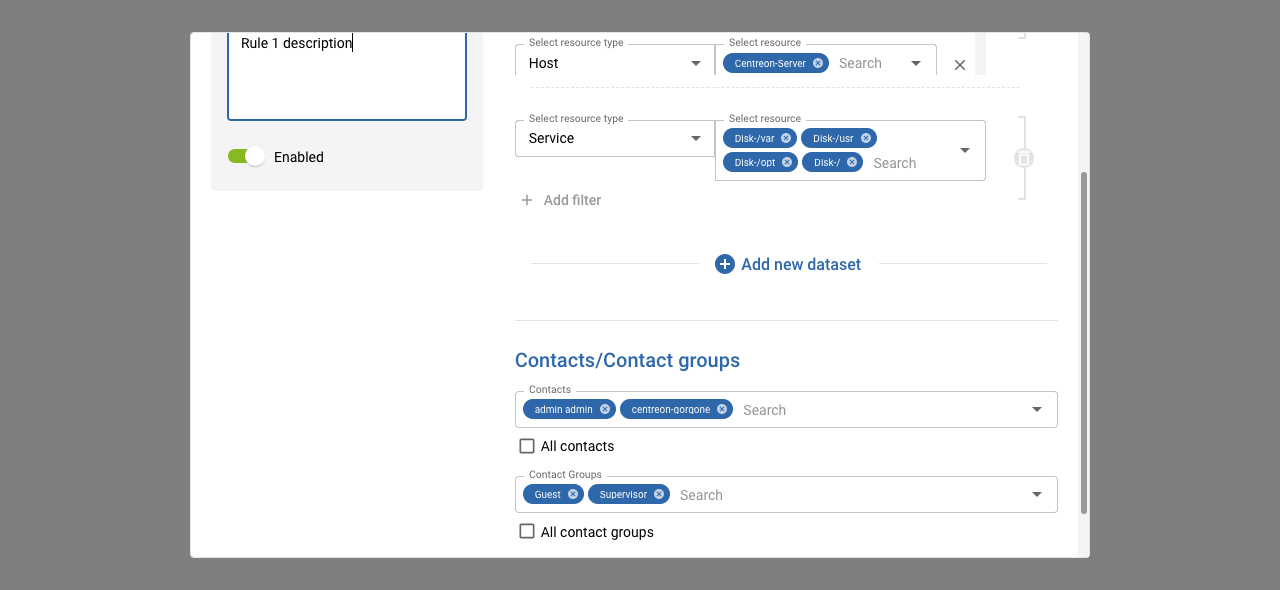 Rule 1 description
Enabled
Select resource type
Select resource
Host
Centreon-Server
Search
Select resource type
Select resource
Service
Disk-/var
Disk-/usr
Disk-/opt
Disk-/
Search
Add filter
Add new dataset
Contacts/Contact groups
Contacts
admin admin
centreon-gorgone
Search
All contacts
Contact Groups
Guest
Supervisor
Search
All contact groups